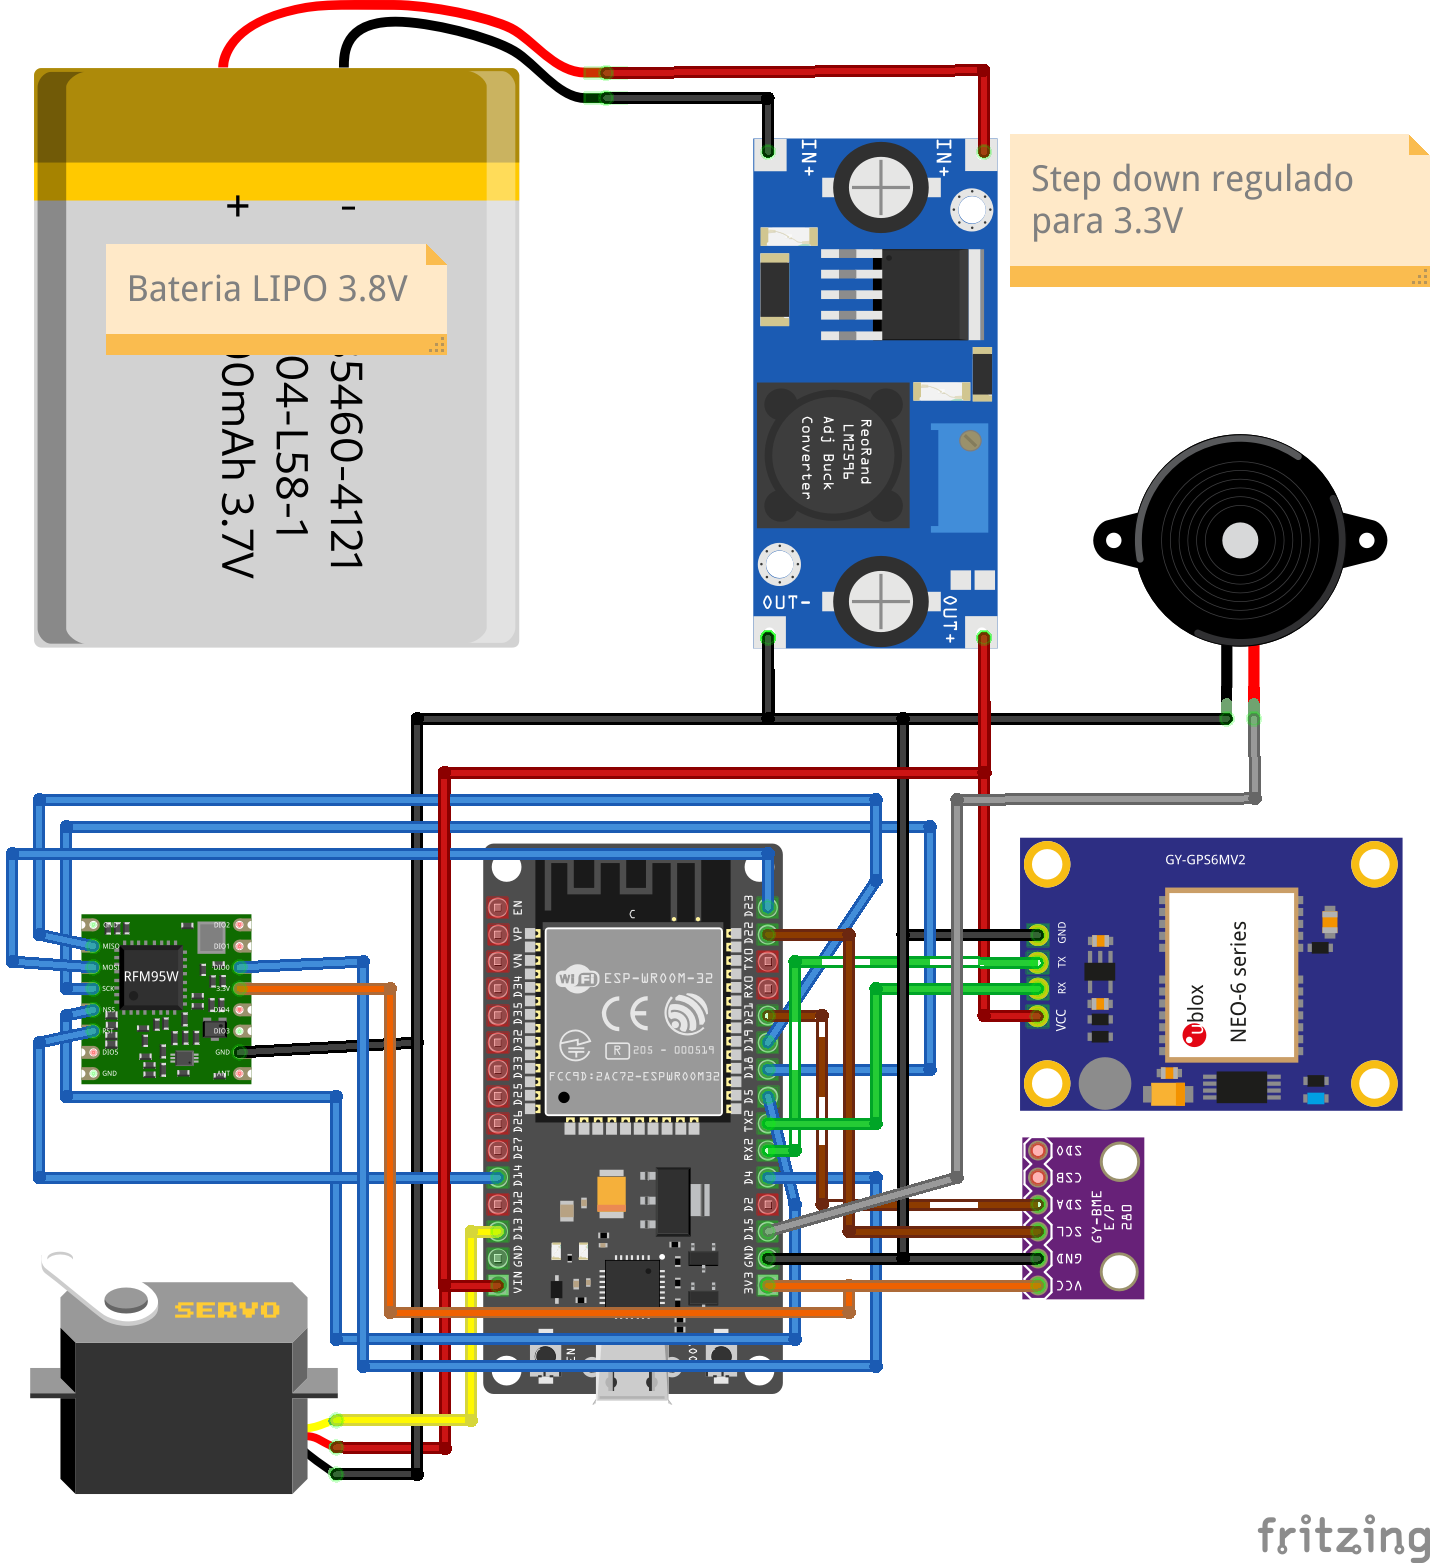 + -
Bateria LIPO 3.8V
5460-4121
04-L58-1
00mAh 3.7V
IN+
IN+
Step down regulado
para 3.3V
ReoRand
LM2596
Adj Buck
Converter
OUT-
OUT+
GND
MISO
MOSI
SCK
NSS
RST
DIO5
GND
RFM95W
DIO2
DIO1
DIO0
3.3V
DIO4
DIO3
GND
ANT
EN
VP
VN
D34
D35
D32
D33
D25
D26
D27
D14
D12
D13
GND
VIN
C
WiFi
ESP-WROOM-32
CE
R 205 - 000519
FCC9D:2AC72-ESPWROOM32
D23
D22
TX0
RX0
D21
D19
D18
D5
TX2
RX2
D4
D2
D15
GND
3V3
EN
GY-GPS6MV2
GND
TX
RX
VCC
ublox
NEO-6 series
SDO
CSB
SDA
SCL
GND
VCC
GY-BME
E/P
280
SERVO
fritzing